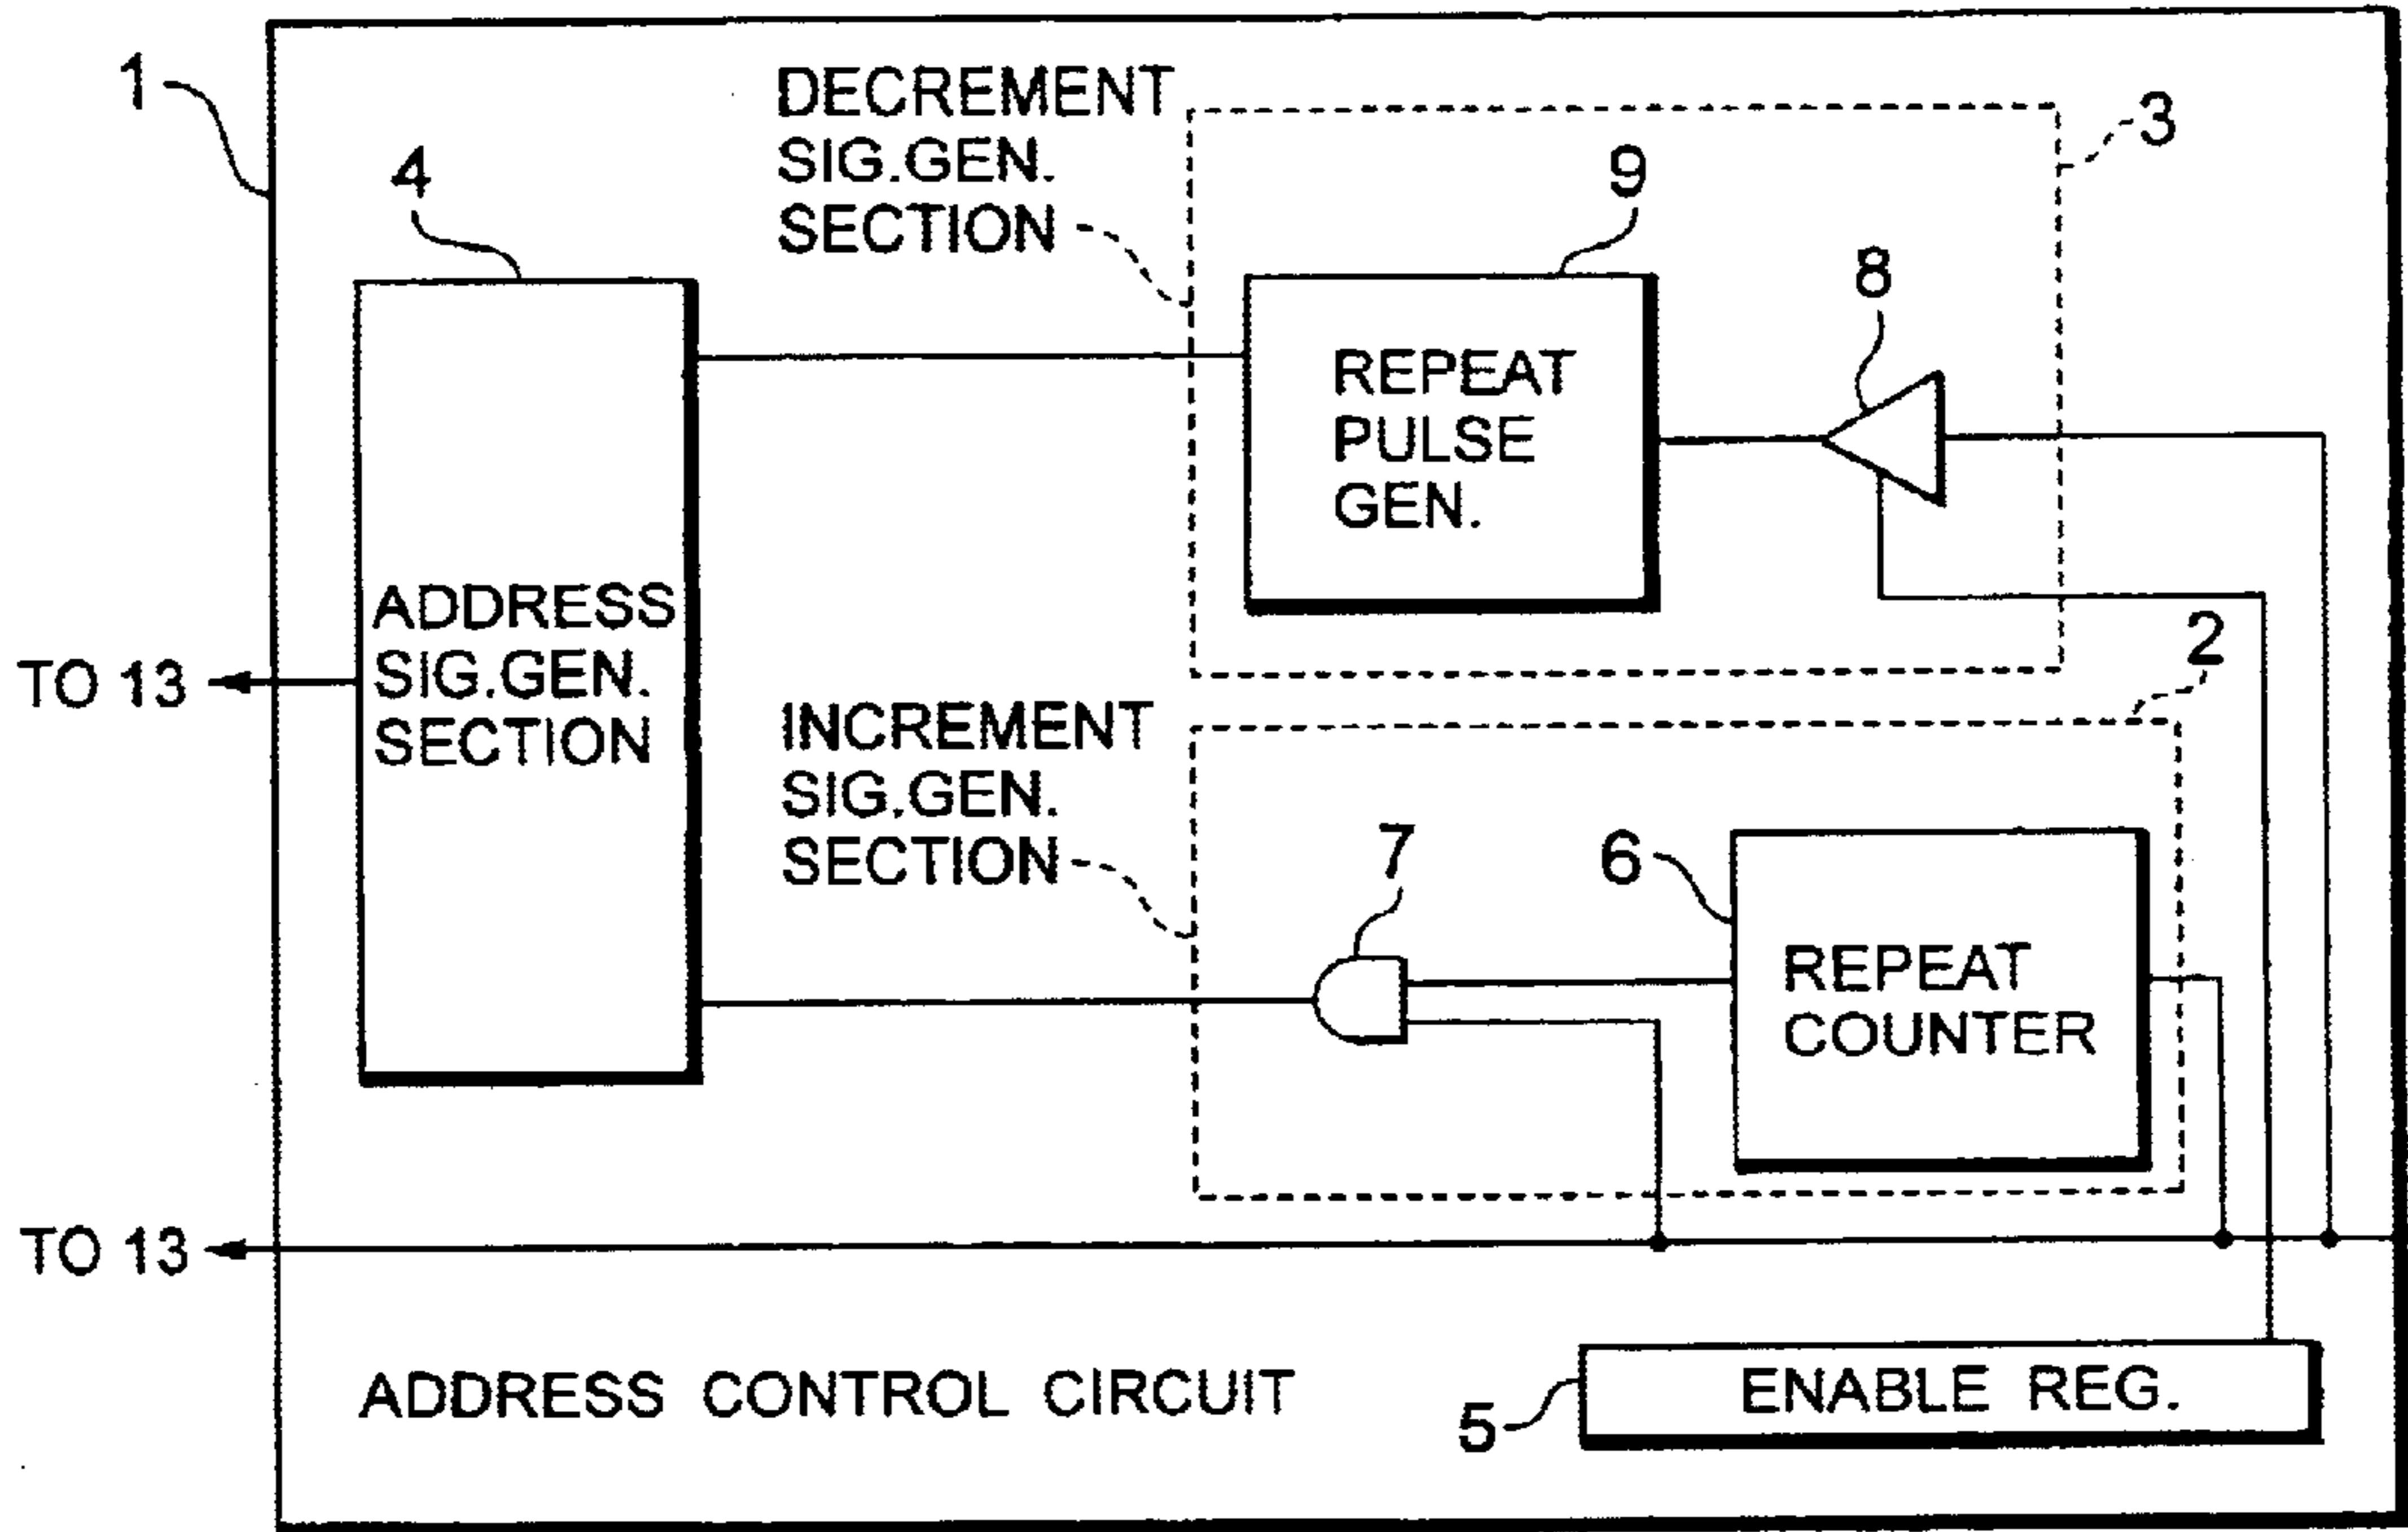 1
DECREMENT
SIG.GEN.
SECTION
3
4
9
8
REPEAT
PULSE
GEN.
ADDRESS
SIG.GEN.
SECTION
TO 13
2
INCREMENT
SIG.GEN.
SECTION
7
6
REPEAT
COUNTER
TO 13
ADDRESS CONTROL CIRCUIT
5
ENABLE REG.